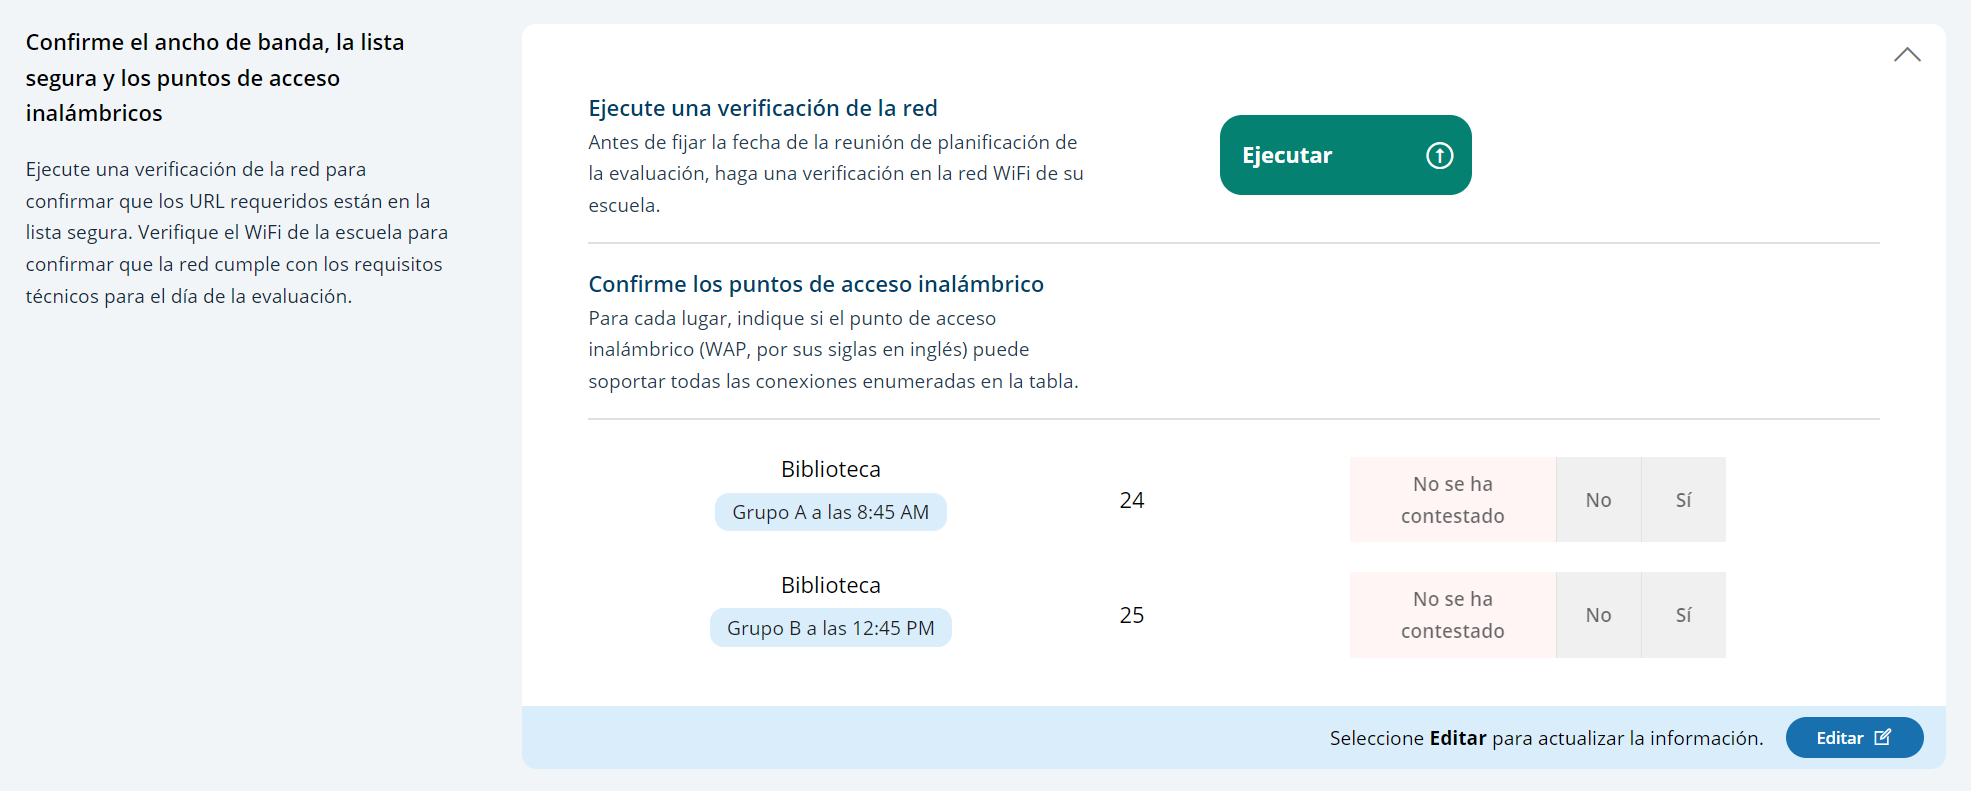 Confirme el ancho de banda, la lista
segura y los puntos de acceso
inalámbricos
Ejecute una verificación de la red para
confirmar que los URL requeridos están en la
lista segura. Verifique el WiFi de la escuela para
confirmar que la red cumple con los requisitos
técnicos para el día de la evaluación.
Ejecute una verificación de la red
Antes de fijar la fecha de la reunión de planificación de
la evaluación, haga una verificación en la red WiFi de su
escuela.
Ejecutar
Confirme los puntos de acceso inalámbrico
Para cada lugar, indique si el punto de acceso
inalámbrico (WAP, por sus siglas en inglés) puede
soportar todas las conexiones enumeradas en la tabla.
Biblioteca
Grupo A a las 8:45 AM
24
No se ha
contestado
No
Sí
Biblioteca
Grupo B a las 12:45 PM
25
No se ha
contestado
No
Sí
Seleccione Editar para actualizar la información.
Editar